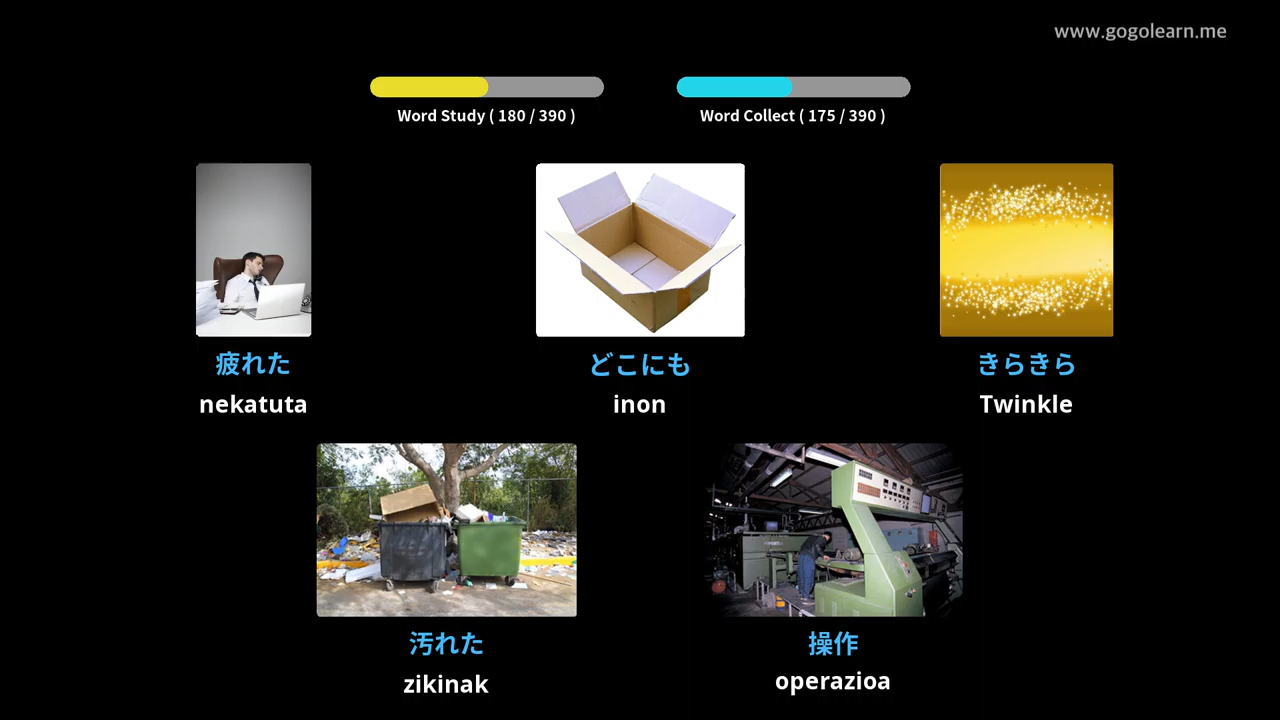 www.gogolearn.me
Word Study ( 180 / 390 )
Word Collect ( 175 / 390 )
疲れた
nekatuta
どこにも
inon
きらきら
Twinkle
汚れた
zikinak
操作
operazioa